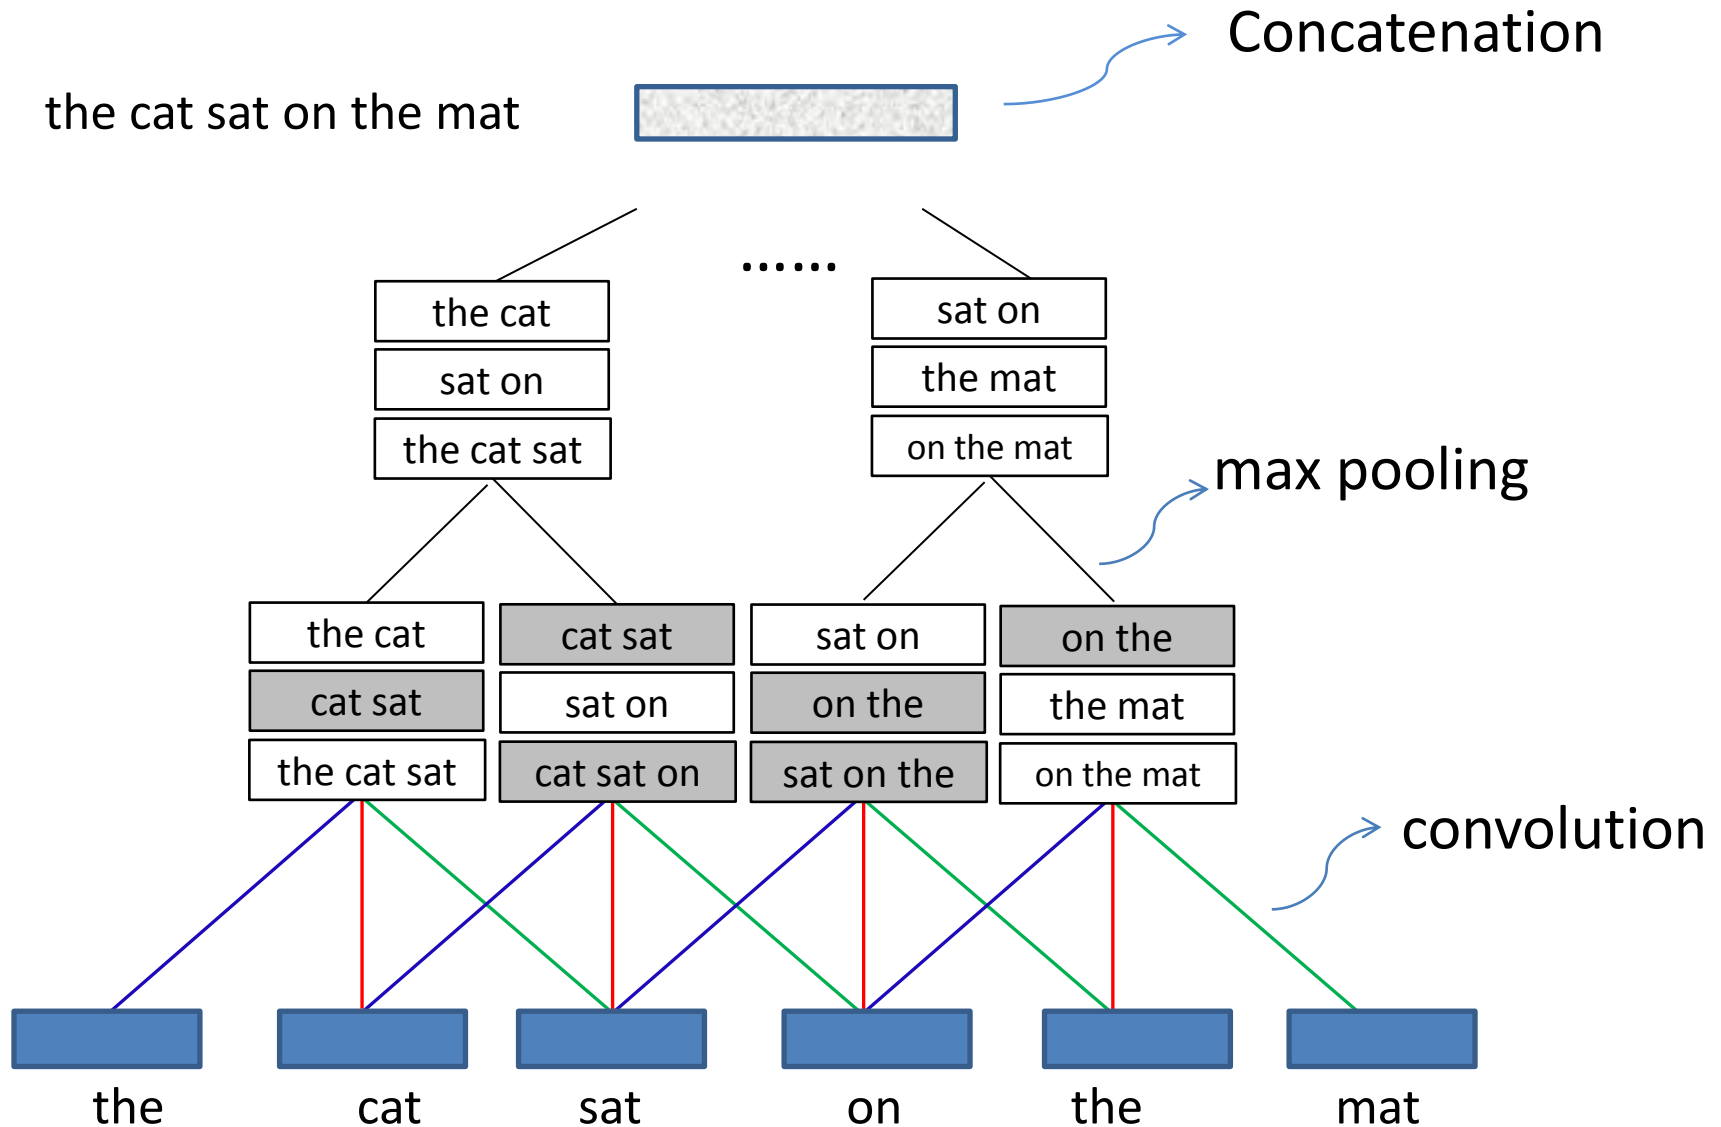 Concatenation
the cat sat on the mat
......
the cat
sat on
the cat sat
sat on
the mat
on the mat
max pooling
the cat
cat sat
the cat sat
cat sat
sat on
cat sat on
sat on
on the
sat on the
on the
the mat
on the mat
convolution
the cat sat on the mat